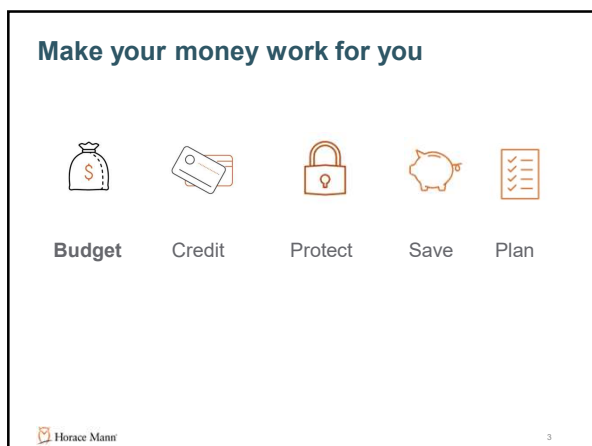 Make your money work for you
$
Budget Credit Protect Save Plan
Horace Mann
3